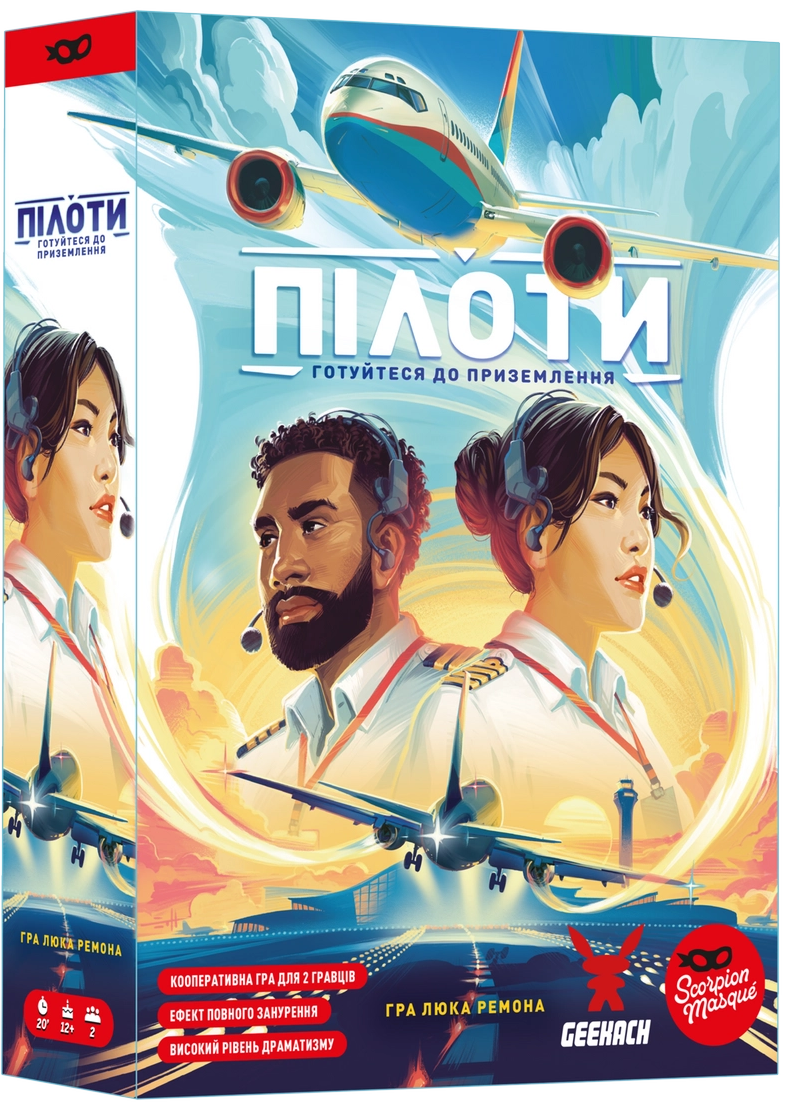 ПІЛОТИ
ГОТУЙТЕСЯ ДО
ПРИЗЕМЛЕННЯ
ГРА ЛЮКА РЕМОНА
20'
12+
2
ПІЛОТИ
ГОТУЙТЕСЯ ДО ПРИЗЕМЛЕННЯ
КООПЕРАТИВНА ГРА ДЛЯ 2 ГРАВЦІВ
ЕФЕКТ ПОВНОГО ЗАНУРЕННЯ
ВИСОКИЙ РІВЕНЬ ДРАМАТИЗМУ
ГРА ЛЮКА РЕМОНА
GEEKACH
Scorpion
Masqué